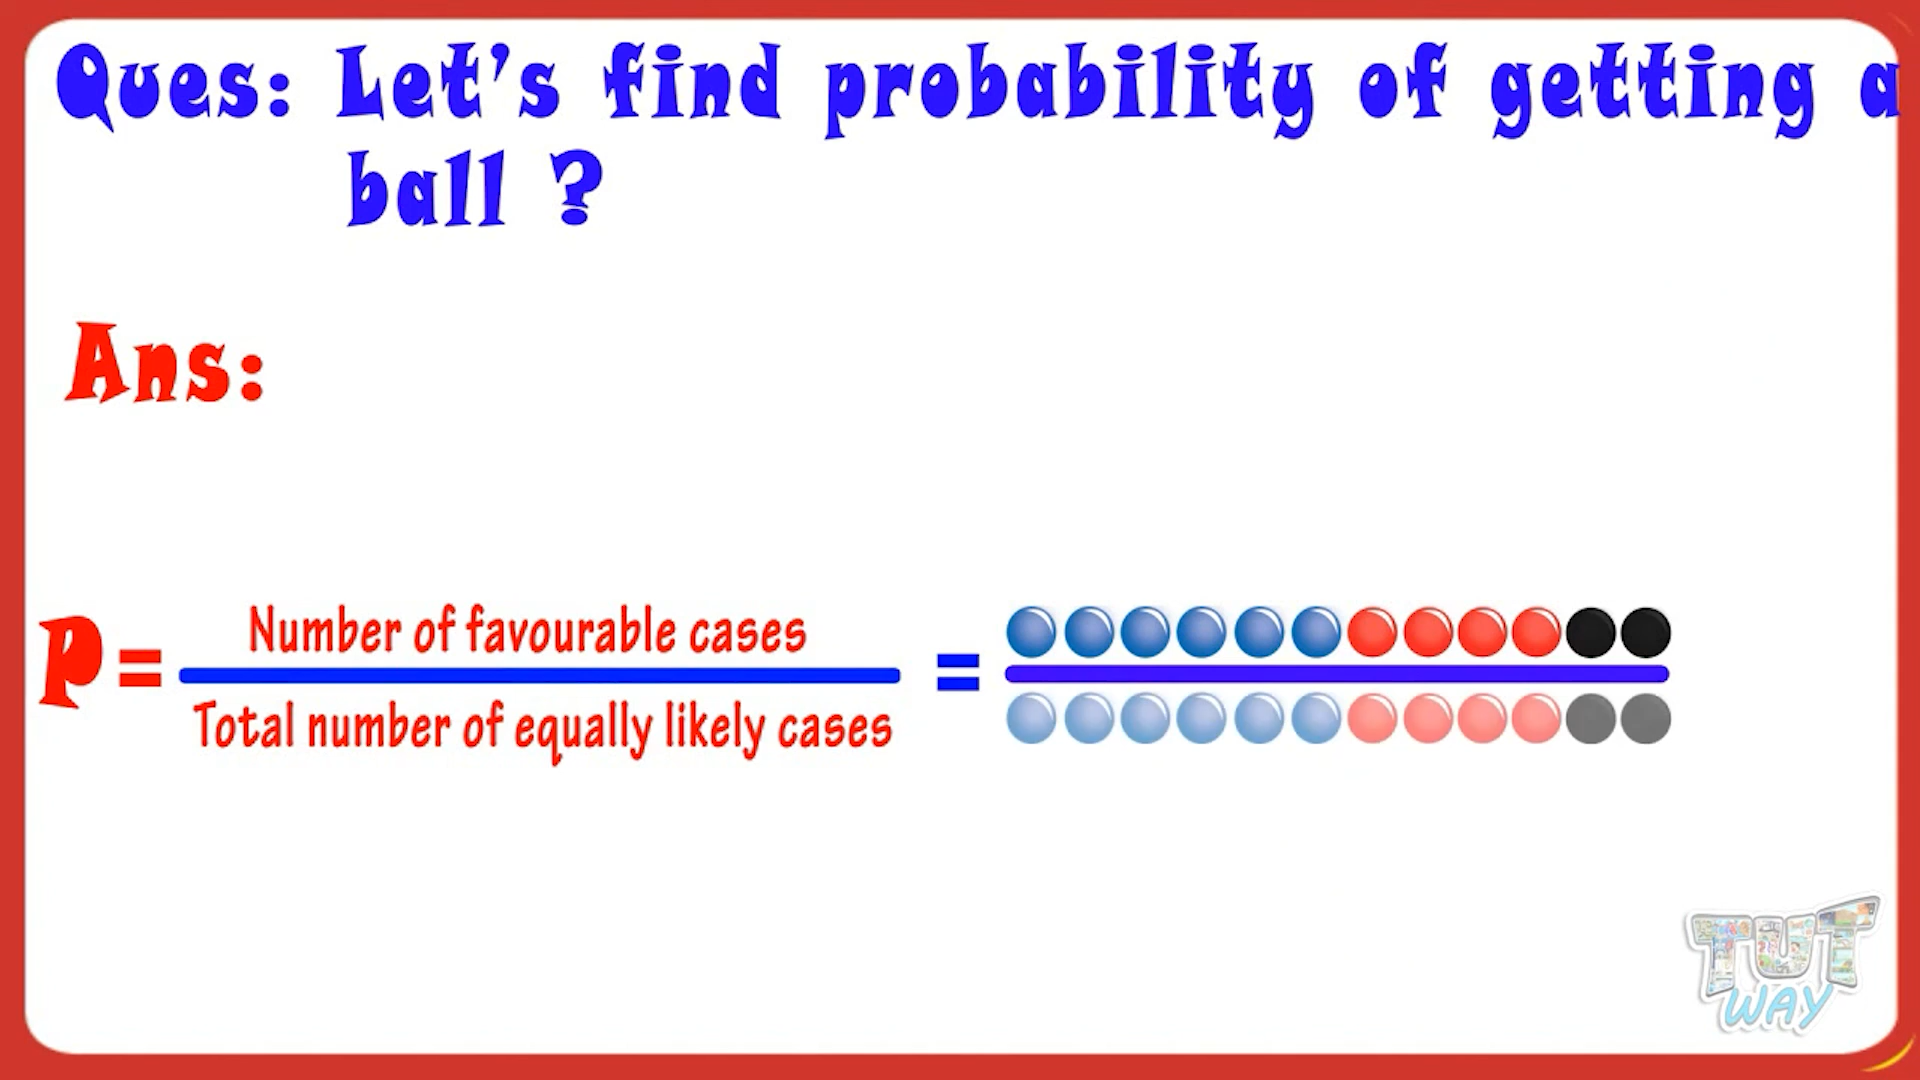 Ques: Let's find probability of getting a
ball ?
Ans:
P = Number of favourable cases =
Total number of equally likely cases
TUT
WAY